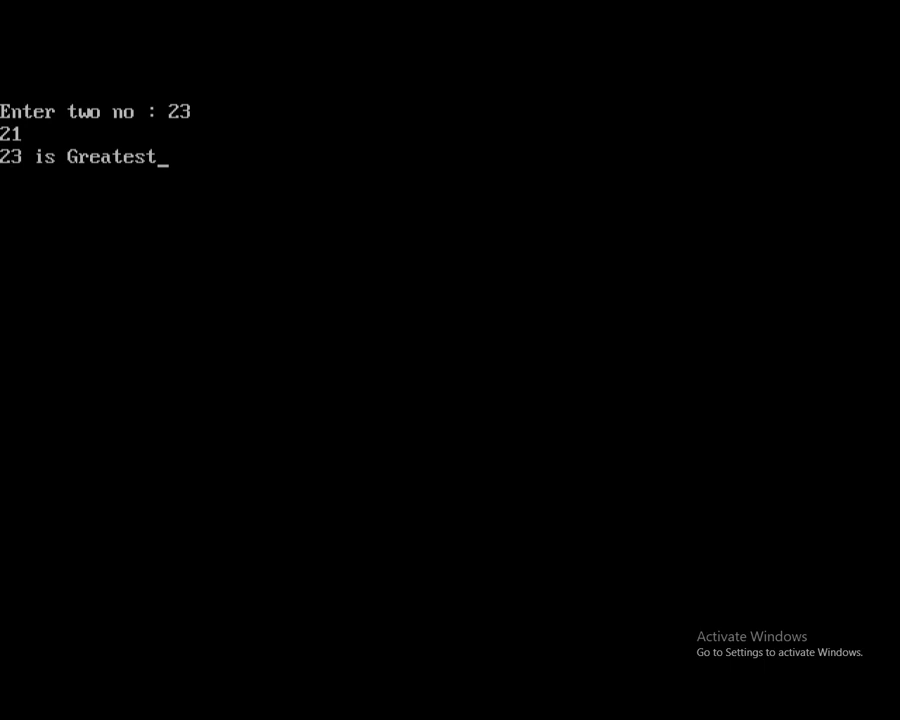 Enter two no : 23
21
23 is Greatest_
Activate Windows
Go to Settings to activate Windows.